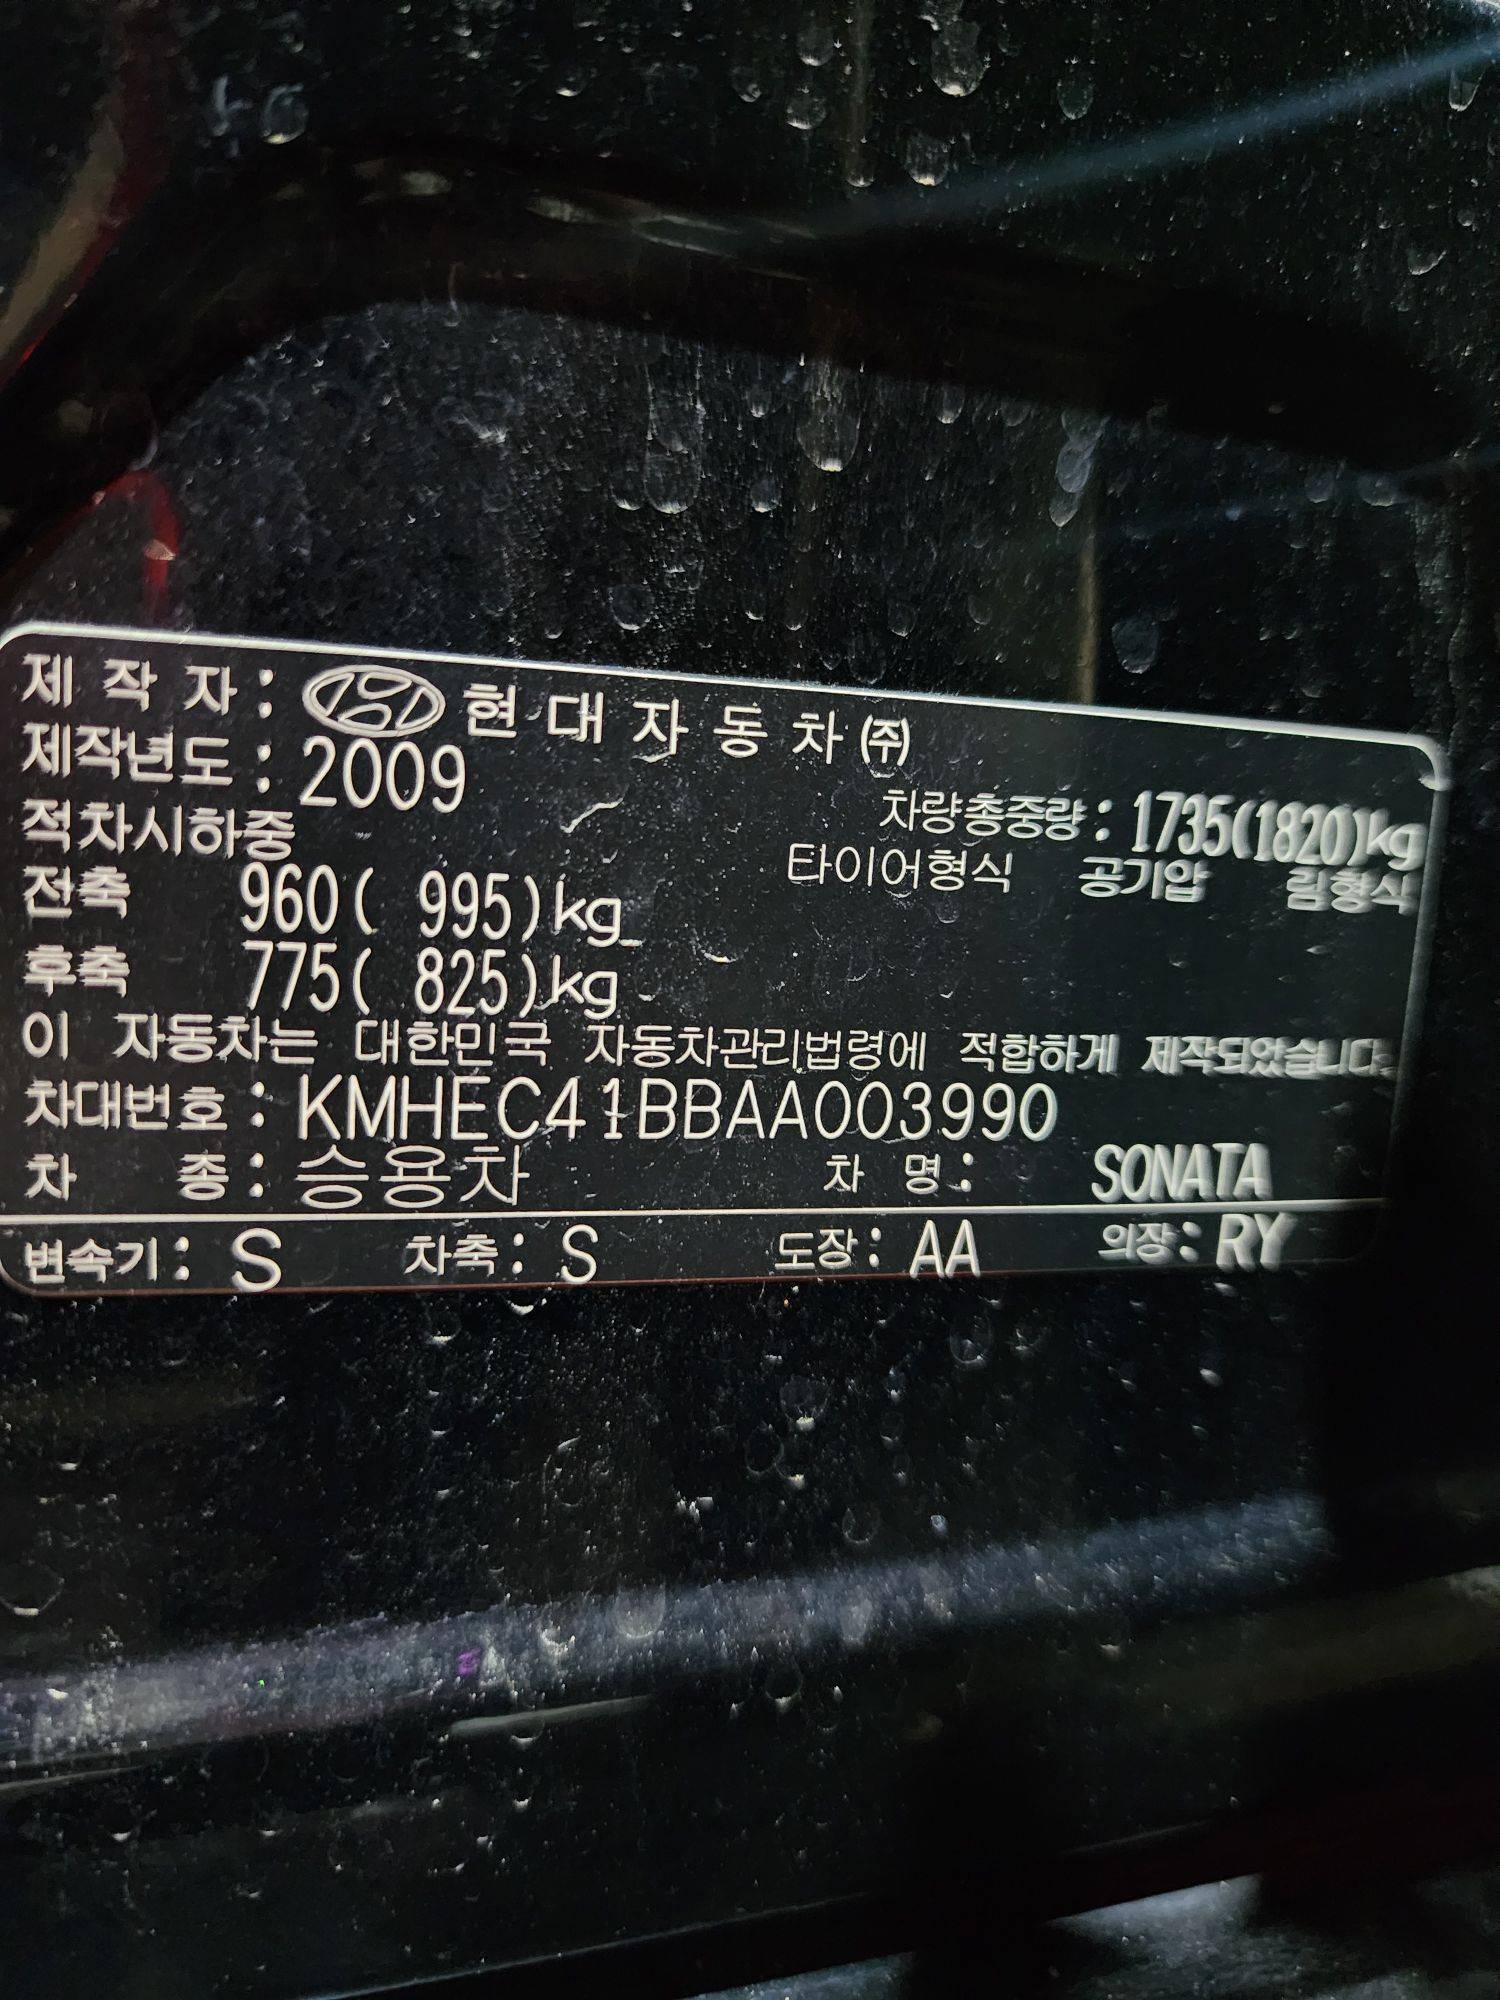 제 작 자 : 현 대 자 동 차 ㈜
제작년도 : 2009
적차시하중 차량총중량 : 1735(1820)kg
전축 960( 995)kg 타이어형식 공기압 림형식
후축 775( 825)kg
이 자동차는 대한민국 자동차관리법령에 적합하게 제작되었습니다.
차대번호 : KMHEC41BBAA003990
차 종 : 승용차 차 명 : SONATA
변속기 : S 차축 : S 도장 : AA 의장 : RY